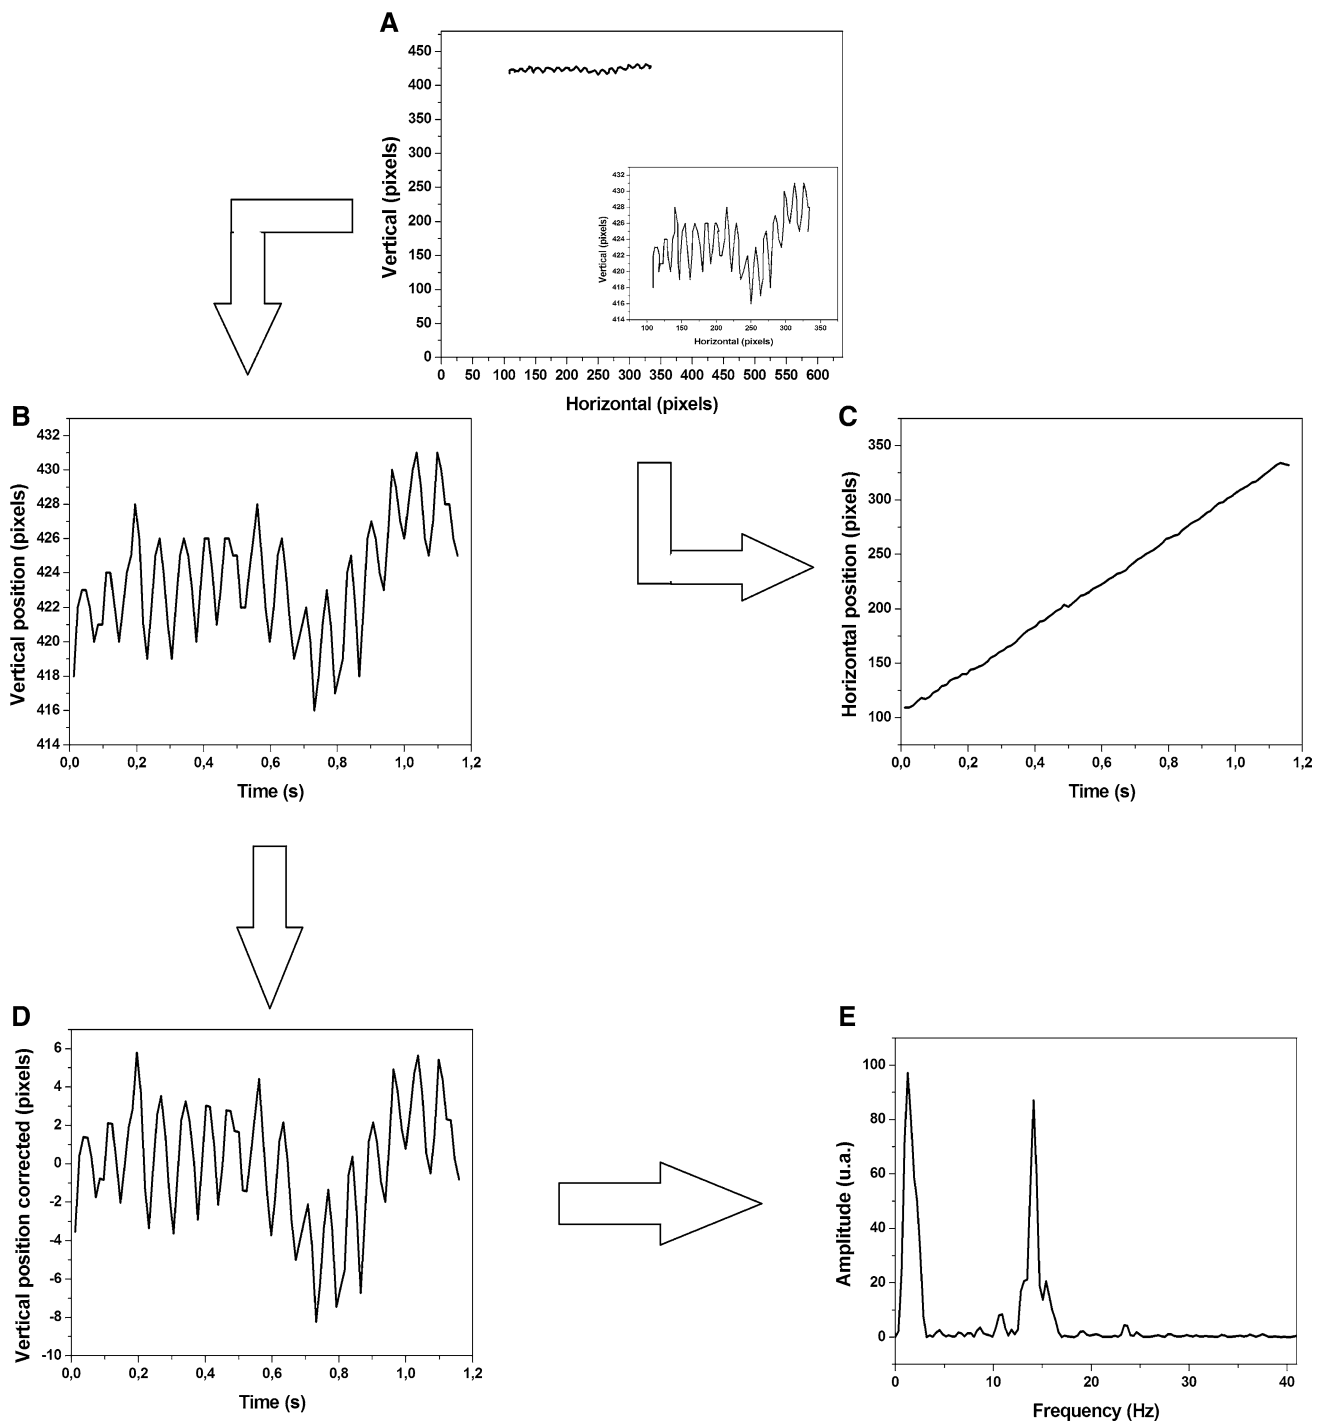 A
450
400
350
300
250
200
150
100
50
0
Vertical (pixels)
0 50 100 150 200 250 300 350 400 450 500 550 600
Horizontal (pixels)
432
430
428
426
424
422
420
418
416
414
Vertical (pixels)
100 150 200 250 300 350
Horizontal (pixels)
B
432
430
428
426
424
422
420
418
416
414
Vertical position (pixels)
0,0 0,2 0,4 0,6 0,8 1,0 1,2
Time (s)
C
350
300
250
200
150
100
Horizontal position (pixels)
0,0 0,2 0,4 0,6 0,8 1,0 1,2
Time (s)
D
6
4
2
0
-2
-4
-6
-8
-10
Vertical position corrected (pixels)
0,0 0,2 0,4 0,6 0,8 1,0 1,2
Time (s)
E
100
80
60
40
20
0
Amplitude (u.a.)
0 10 20 30 40
Frequency (Hz)